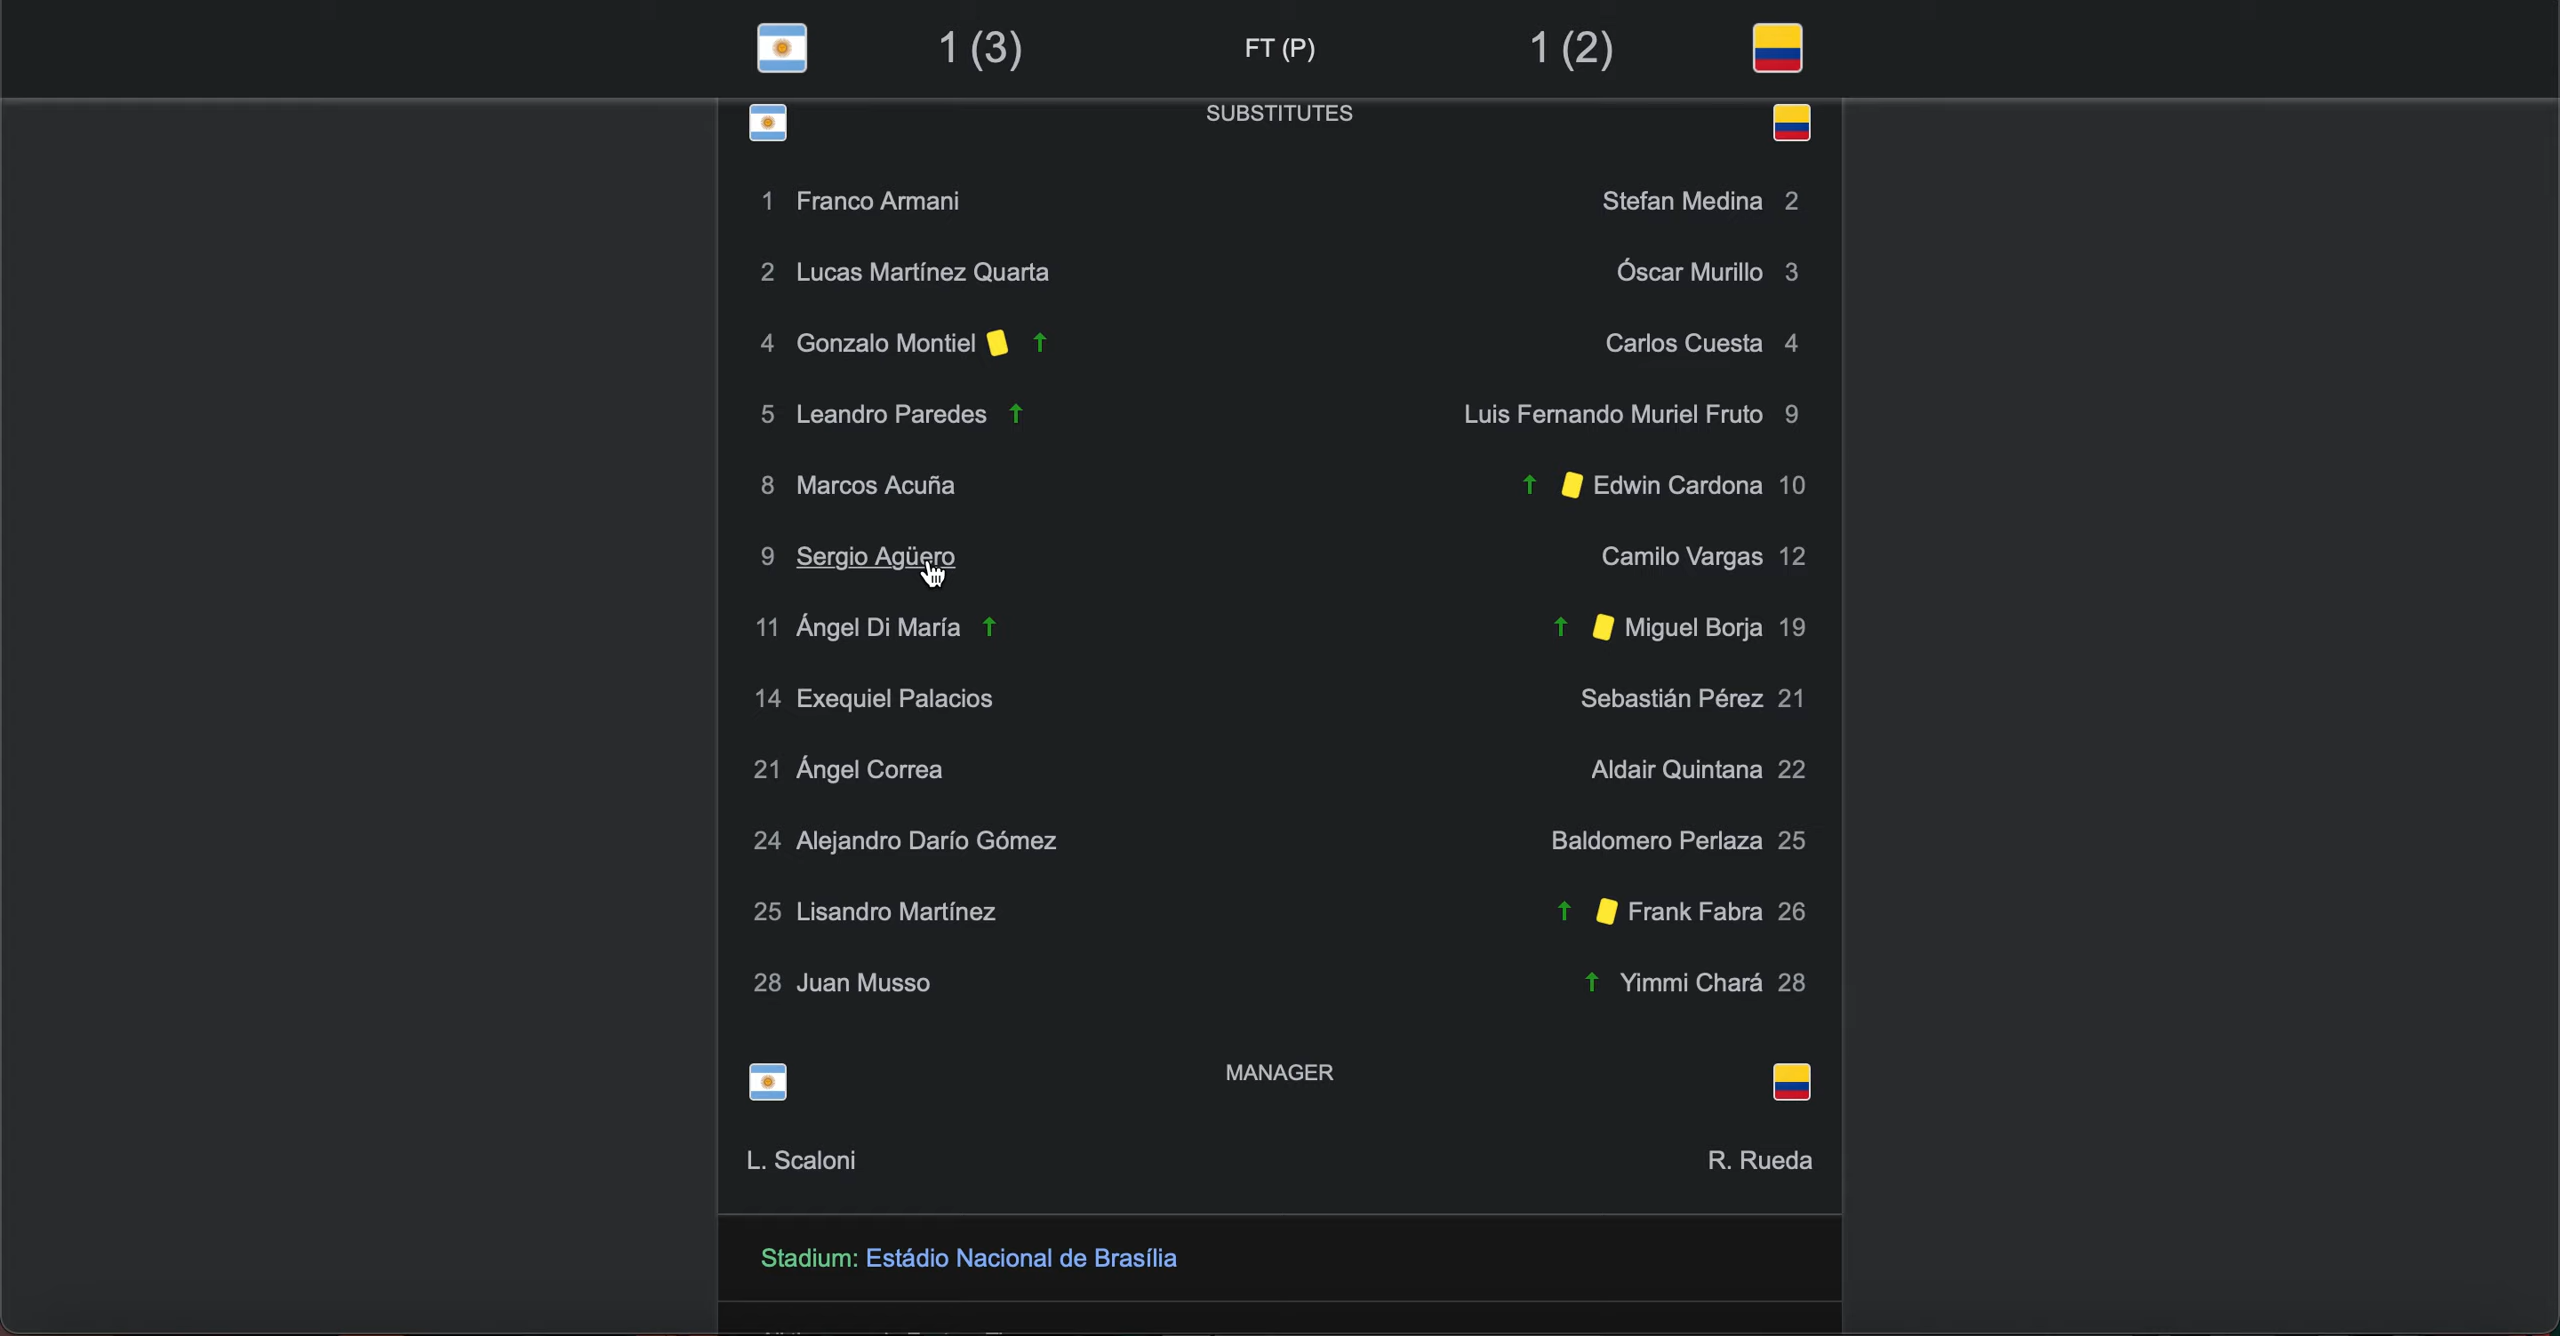 1 (3) FT (P) 1 (2)
SUBSTITUTES
1 Franco Armani Stefan Medina 2
2 Lucas Martínez Quarta Óscar Murillo 3
4 Gonzalo Montiel ↑ Carlos Cuesta 4
5 Leandro Paredes ↑ Luis Fernando Muriel Fruto 9
8 Marcos Acuña ↑ Edwin Cardona 10
9 Sergio Agüero Camilo Vargas 12
11 Ángel Di María ↑ ↑ Miguel Borja 19
14 Exequiel Palacios Sebastián Pérez 21
21 Ángel Correa Aldair Quintana 22
24 Alejandro Darío Gómez Baldomero Perlaza 25
25 Lisandro Martínez ↑ Frank Fabra 26
28 Juan Musso ↑ Yimmi Chará 28
MANAGER
L. Scaloni R. Rueda
Stadium: Estádio Nacional de Brasília